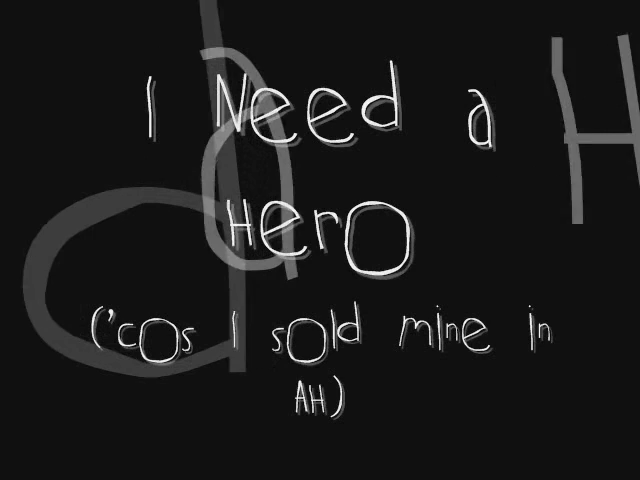 I Need a
HerO
('cOs I sOld mine in
AH)